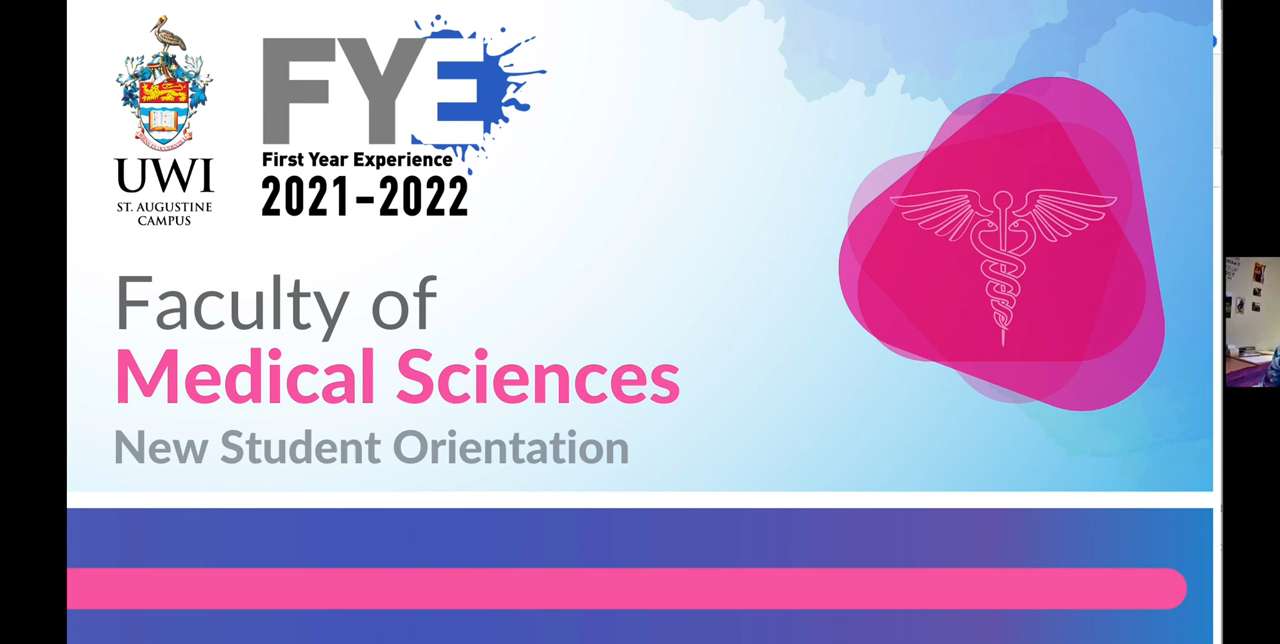 UWI
ST. AUGUSTINE
CAMPUS
FYE
First Year Experience
2021-2022
Faculty of
Medical Sciences
New Student Orientation